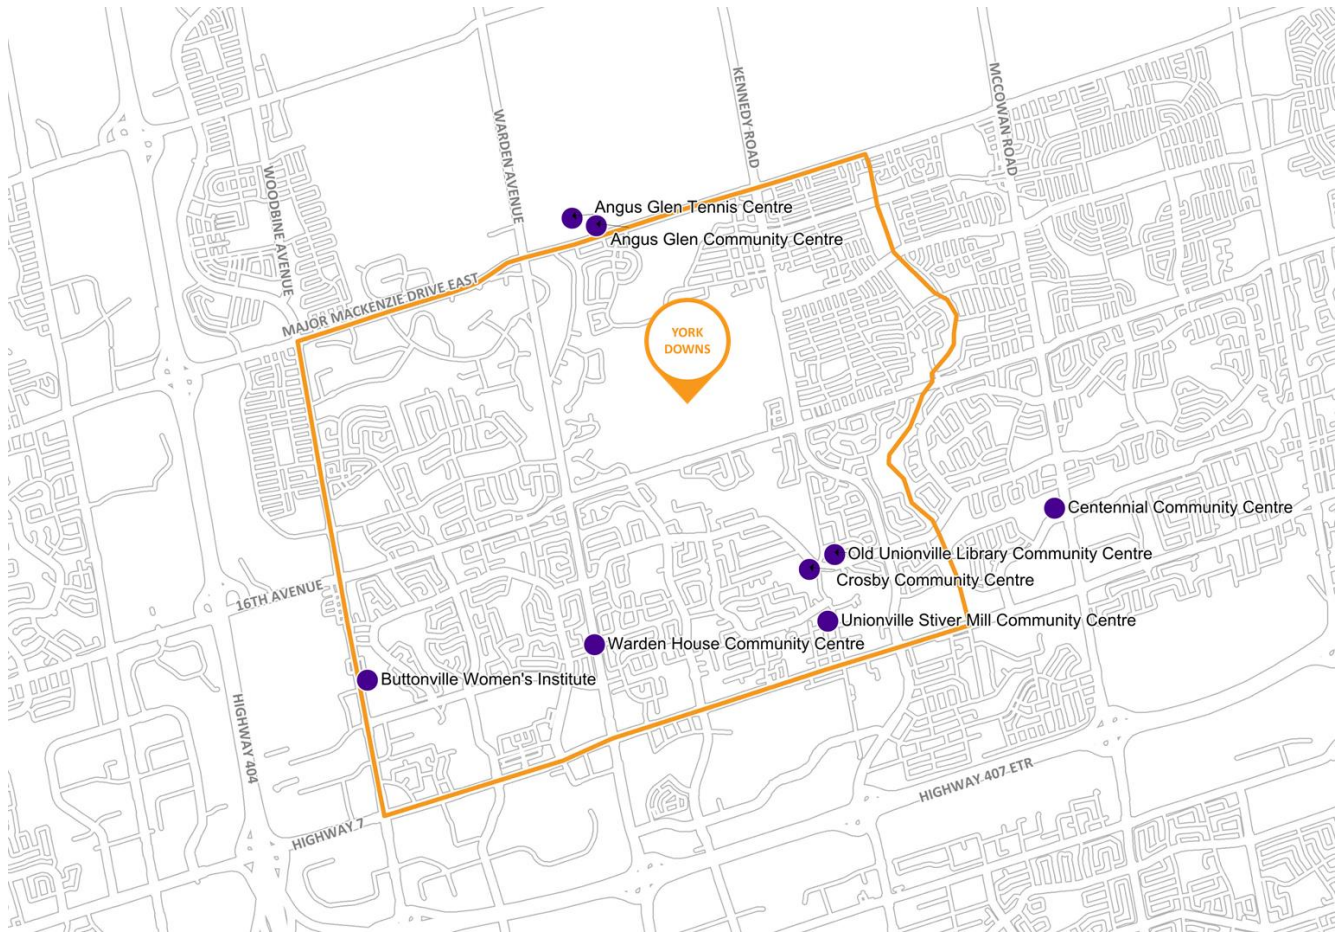 KENNEDY ROAD
MCCOWAN ROAD
WARDEN AVENUE
WOODBINE AVENUE
Angus Glen Tennis Centre
Angus Glen Community Centre
MAJOR MACKENZIE DRIVE EAST
YORK
DOWNS
Centennial Community Centre
Old Unionville Library Community Centre
Crosby Community Centre
16TH AVENUE
Unionville Stiver Mill Community Centre
Warden House Community Centre
Buttonville Women's Institute
HIGHWAY 404
HIGHWAY 407 ETR
HIGHWAY 7